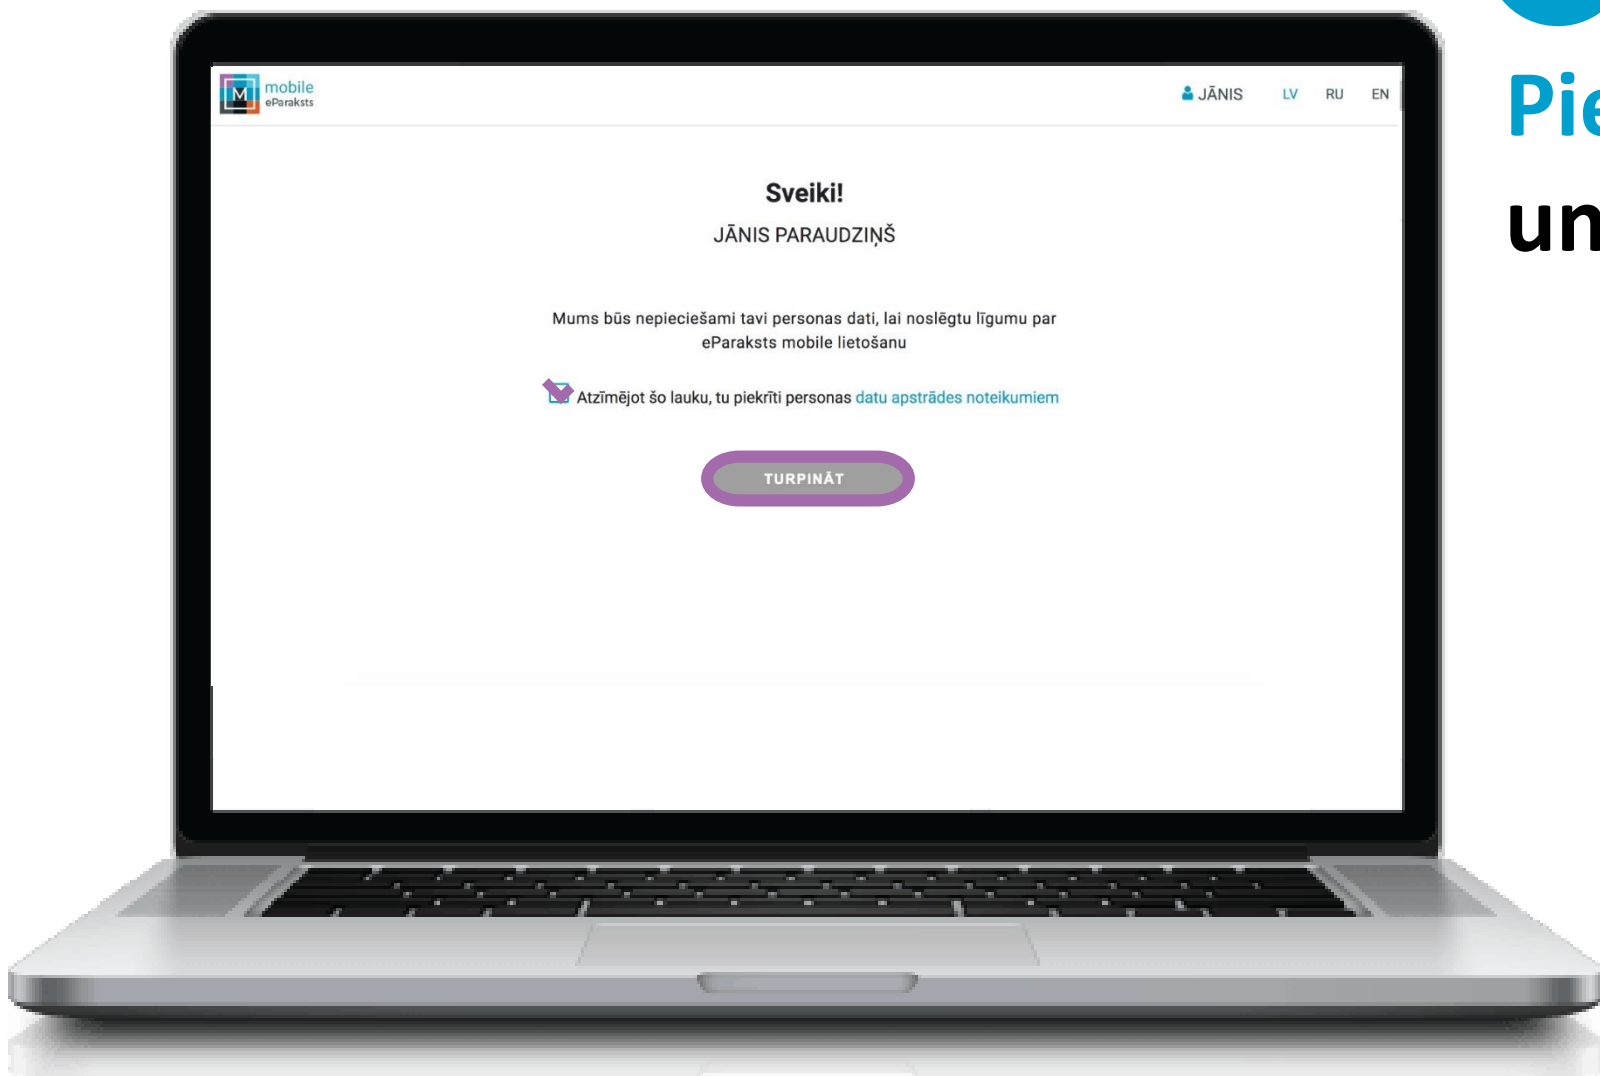 M
mobile
eParaksts
JĀNIS LV RU EN
Sveiki!
JĀNIS PARAUDZIŅŠ
Mums būs nepieciešami tavi personas dati, lai noslēgtu līgumu par
eParaksts mobile lietošanu
Atzīmējot šo lauku, tu piekrīti personas datu apstrādes noteikumiem
TURPINĀT
un